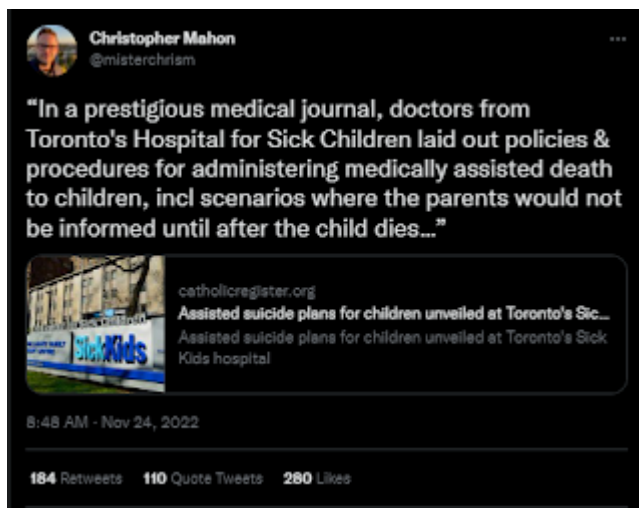 Christopher Mahon
@misterchrism
“In a prestigious medical journal, doctors from
Toronto's Hospital for Sick Children laid out policies &
procedures for administering medically assisted death
to children, incl scenarios where the parents would not
be informed until after the child dies...”
catholicregister.org
Assisted suicide plans for children unveiled at Toronto's Sic...
Assisted suicide plans for children unveiled at Toronto's Sick
Kids hospital
SickKids
8:48 AM - Nov 24, 2022
184 Retweets 110 Quote Tweets 280 Likes